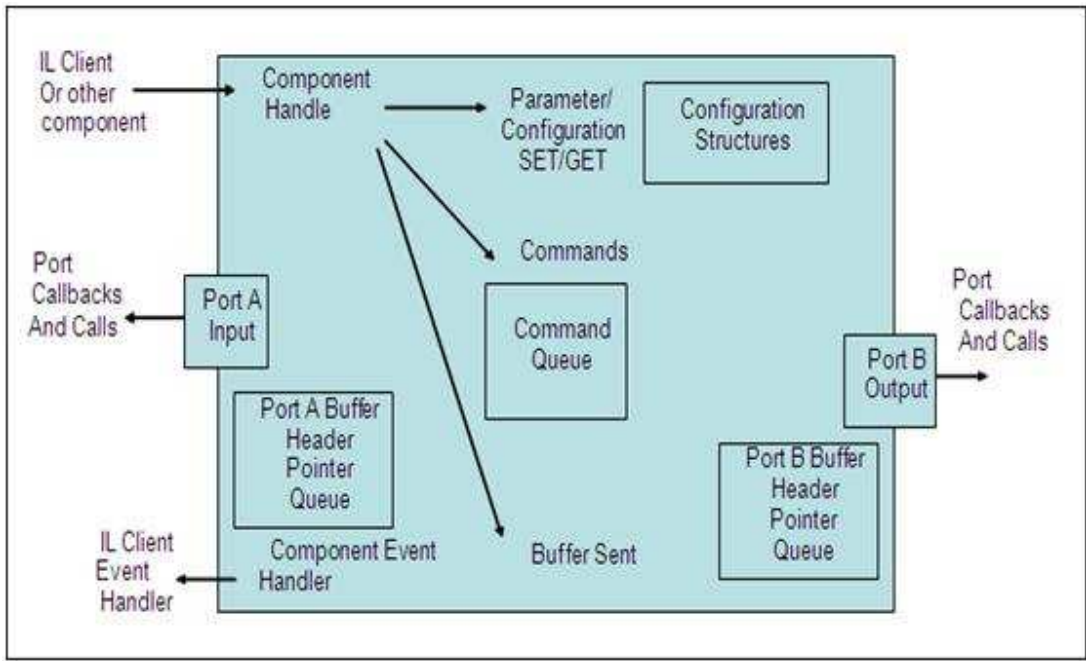 IL Client
Or other
component
Component
Handle
Parameter/
Configuration
SET/GET
Configuration
Structures
Commands
Command
Queue
Port
Callbacks
And Calls
Port A
Input
Port
Callbacks
And Calls
Port B
Output
Port A Buffer
Header
Pointer
Queue
Port B Buffer
Header
Pointer
Queue
IL Client
Event
Handler
Component Event
Handler
Buffer Sent